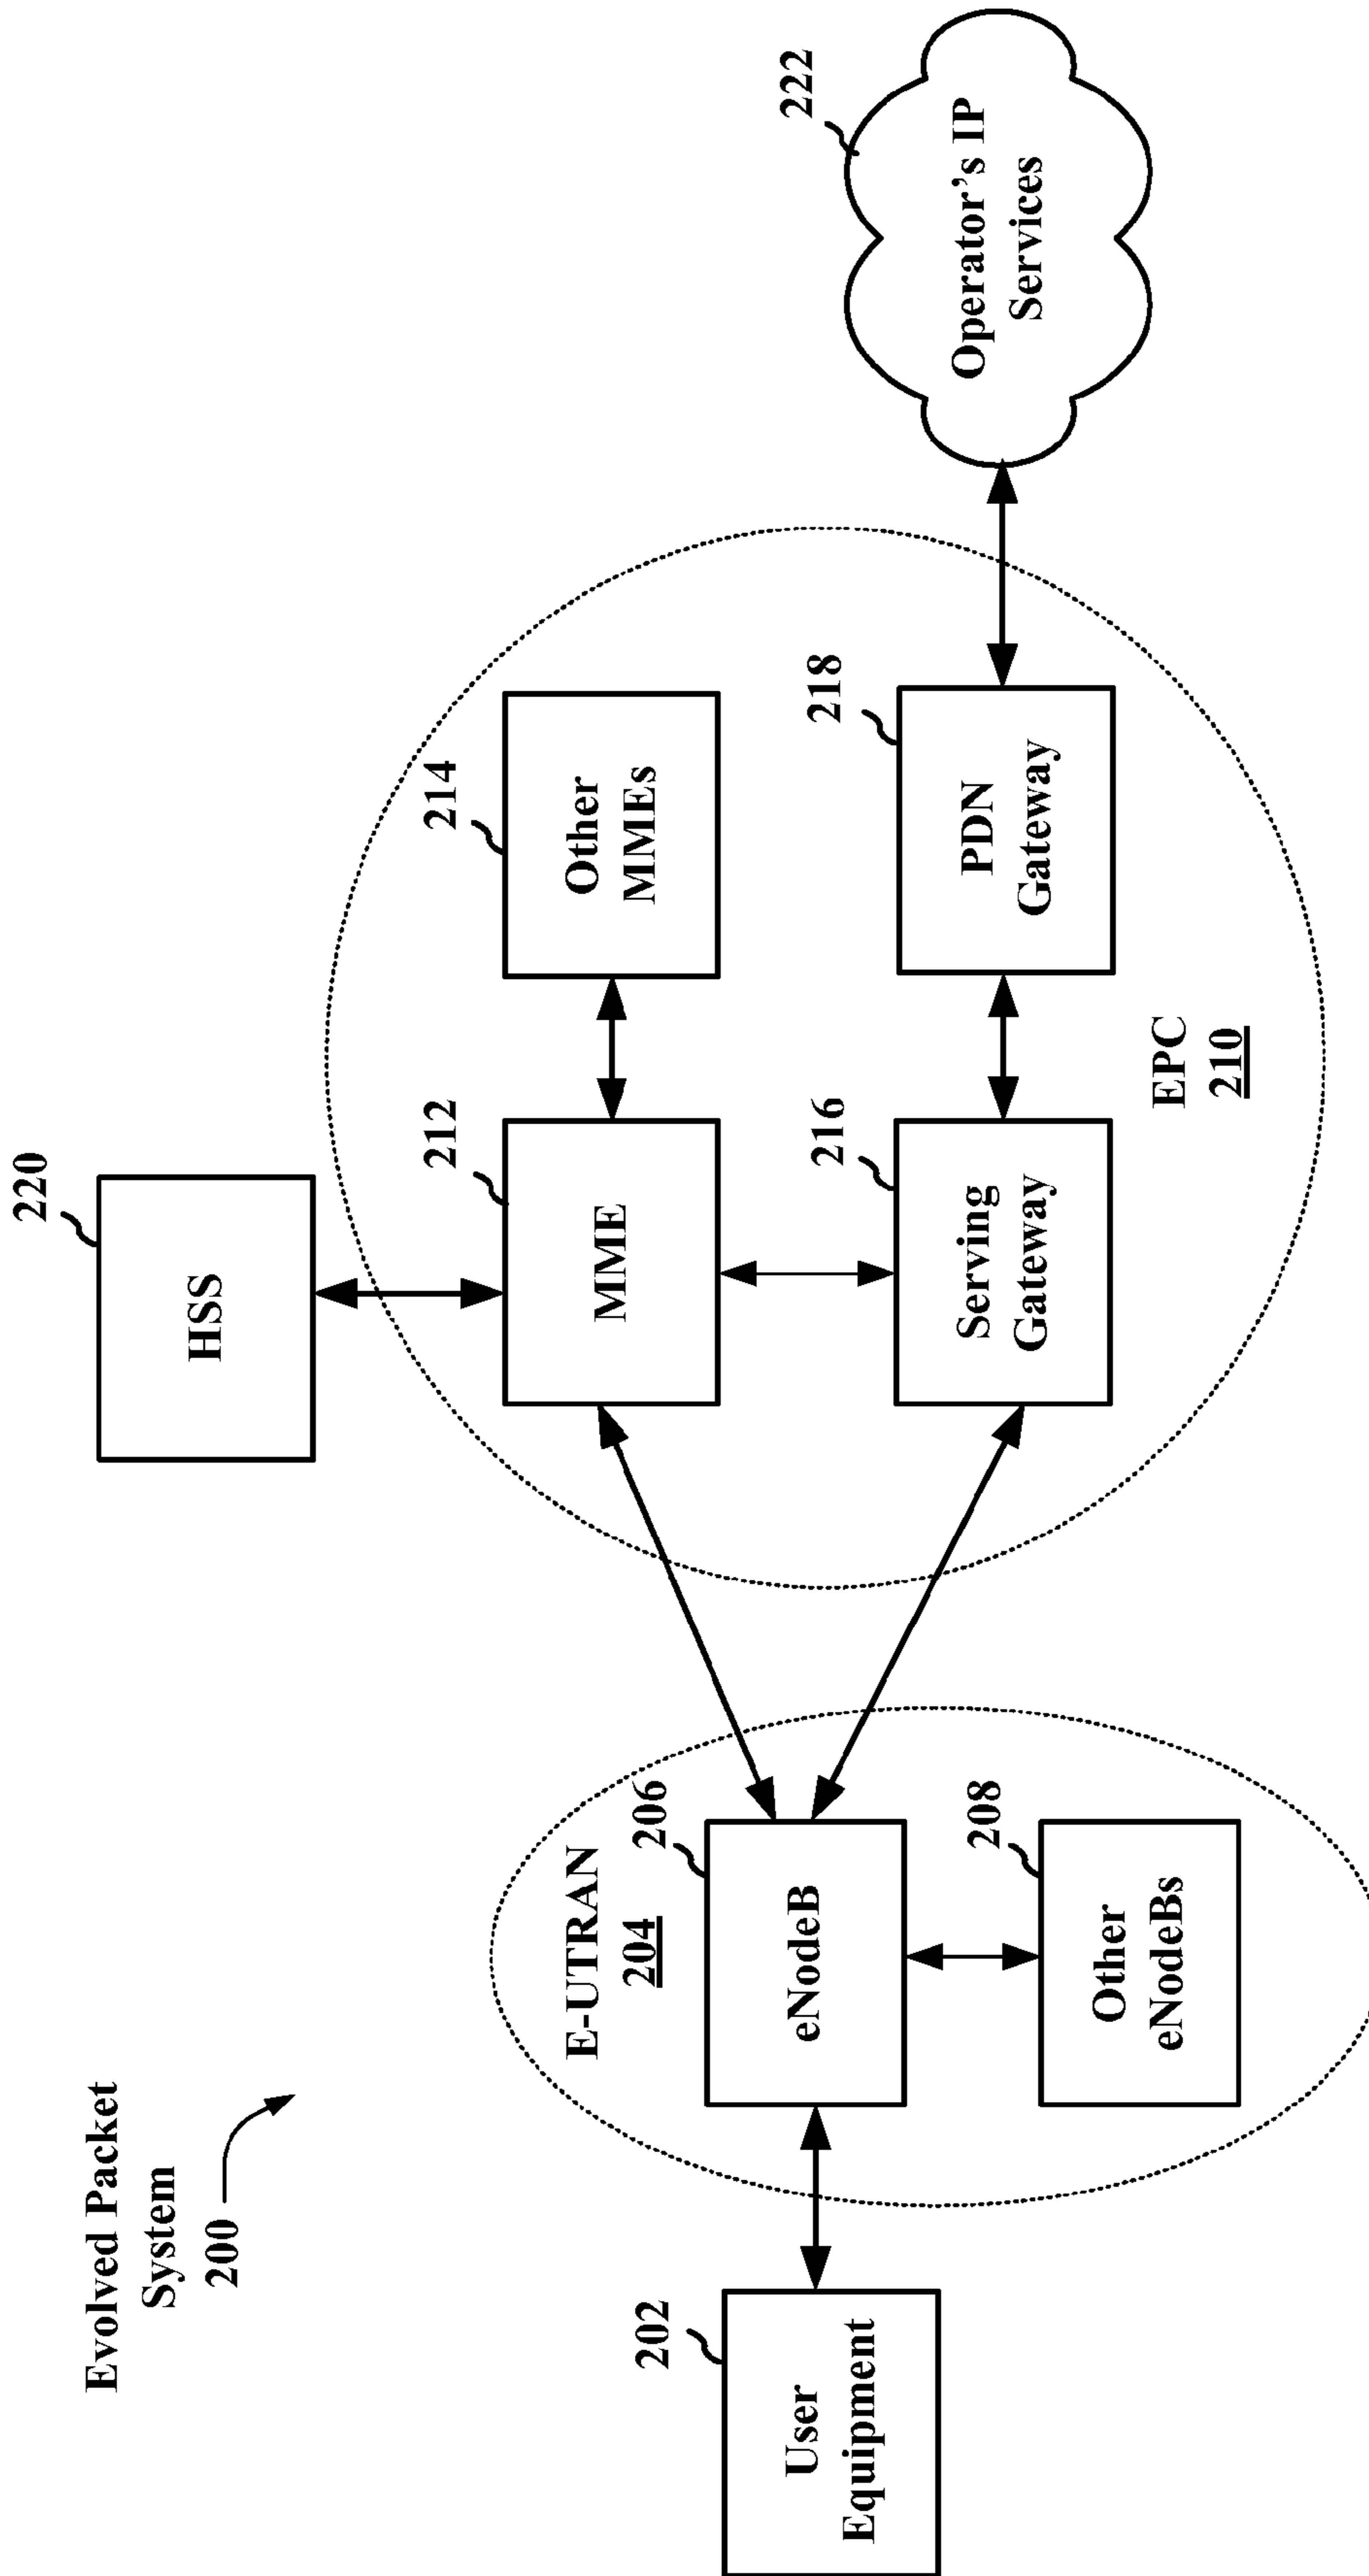 Evolved Packet
System
200
HSS
220
E-UTRAN
204
MME
212
Other
MMEs
214
User
Equipment
202
eNodeB
206
Other
eNodeBs
208
Serving
Gateway
216
PDN
Gateway
218
EPC
210
Operator’s IP
Services
222